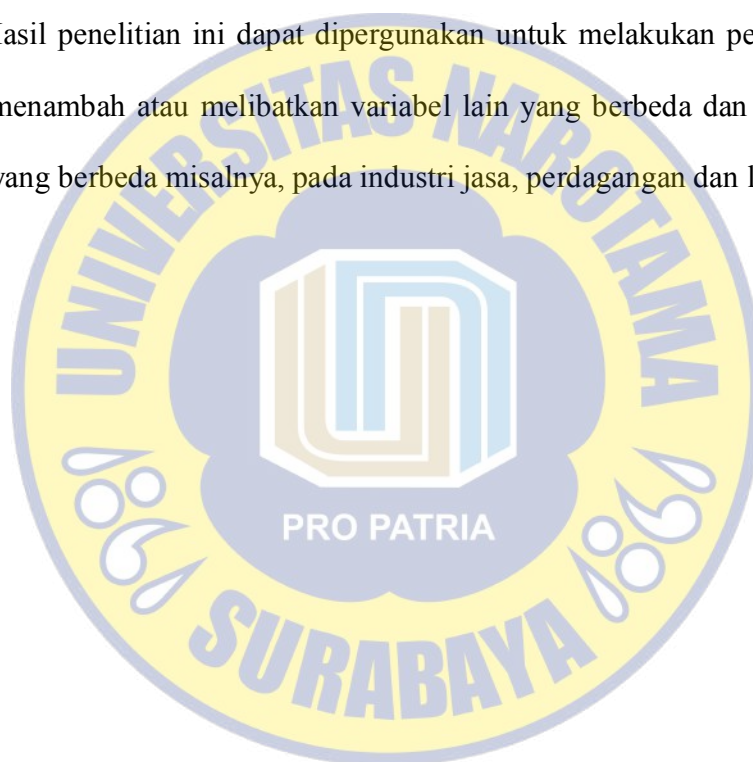 asil penelitian ini dapat dipergunakan untuk melakukan pe
menambah atau melibatkan variabel lain yang berbeda dan
yang berbeda misalnya, pada industri jasa, perdagangan dan l
UNIVERSITAS NAROTAMA
PRO PATRIA
SURABAYA